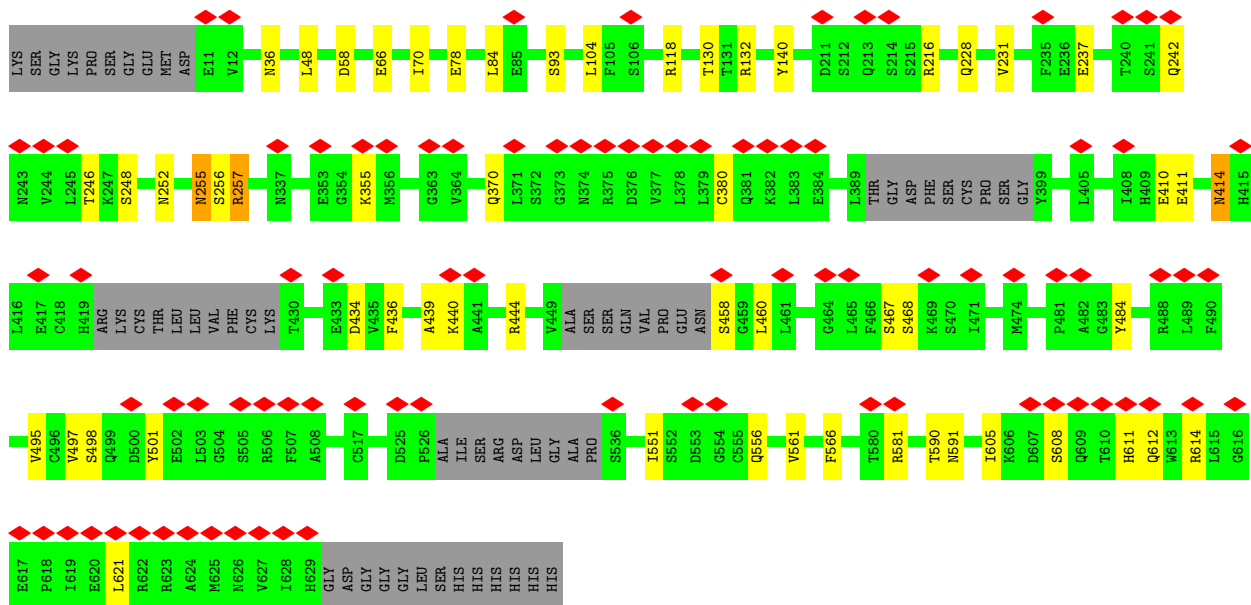 LYS SER GLY LYS PRO SER GLY GLU MET ASP E11 V12 N36 L48 D58 E66 I70 E78 L84 E85 S93 L104 F105 S106 R118 T130 T131 R132 Y140 D211 S212 Q213 S214 S215 R216 Q228 V231 F235 E236 E237 T240 S241 Q242
N243 V244 L245 T246 K247 S248 N252 N255 S256 R257 N337 E353 G354 K355 M356 G363 V364 Q370 L371 S372 G373 N374 R375 D376 V377 L378 L379 C380 Q381 K382 L383 E384 L389 THR GLY ASP PHE SER CYS PRO SER GLY Y399 L405 I408 H409 E410 E411 N414 H415
L416 E417 C418 H419 ARG LYS CYS THR LEU LEU VAL PHE CYS LYS T430 E433 D434 V435 F436 A439 K440 A441 R444 V449 ALA SER SER GLN VAL PRO GLU ASN S458 G459 L460 L461 G464 L465 F466 S467 S468 K469 S470 I471 M474 P481 A482 G483 Y484 R488 L489 F490
V495 C496 V497 S498 Q499 D500 Y501 E502 L503 G504 S505 R506 F507 A508 C517 D525 P526 ALA ILE SER ARG ASP LEU GLY ALA PRO S536 I551 S552 D553 G554 C555 Q556 V561 F566 T580 R581 T590 N591 I605 K606 D607 S608 Q609 T610 H611 Q612 W613 R614 L615 G616
E617 P618 I619 E620 L621 R622 R623 A624 M625 N626 V627 I628 H629 GLY ASP GLY GLY GLY LEU SER HIS HIS HIS HIS HIS HIS